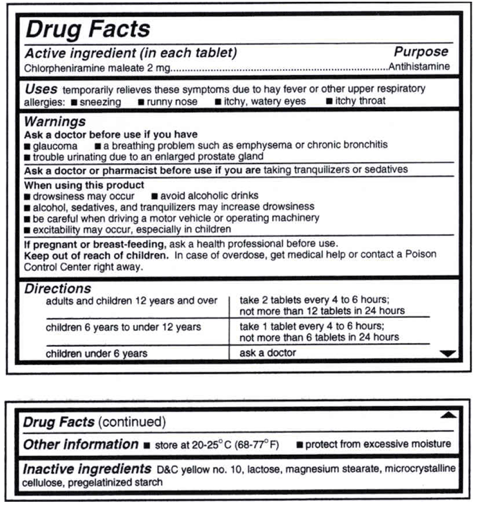 Drug Facts
Active ingredient (in each tablet) Purpose
Chlorpheniramine maleate 2 mg......................................................................Antihistamine
Uses temporarily relieves these symptoms due to hay fever or other upper respiratory
allergies: ■ sneezing ■ runny nose ■ itchy, watery eyes ■ itchy throat
Warnings
Ask a doctor before use if you have
■ glaucoma ■ a breathing problem such as emphysema or chronic bronchitis
■ trouble urinating due to an enlarged prostate gland
Ask a doctor or pharmacist before use if you are taking tranquilizers or sedatives
When using this product
■ drowsiness may occur ■ avoid alcoholic drinks
■ alcohol, sedatives, and tranquilizers may increase drowsiness
■ be careful when driving a motor vehicle or operating machinery
■ excitability may occur, especially in children
If pregnant or breast-feeding, ask a health professional before use.
Keep out of reach of children. In case of overdose, get medical help or contact a Poison
Control Center right away.
Directions
adults and children 12 years and over take 2 tablets every 4 to 6 hours;
not more than 12 tablets in 24 hours
children 6 years to under 12 years take 1 tablet every 4 to 6 hours;
not more than 6 tablets in 24 hours
children under 6 years ask a doctor
Drug Facts (continued)
Other information ■ store at 20-25°C (68-77°F) ■ protect from excessive moisture
Inactive ingredients D&C yellow no. 10, lactose, magnesium stearate, microcrystalline
cellulose, pregelatinized starch